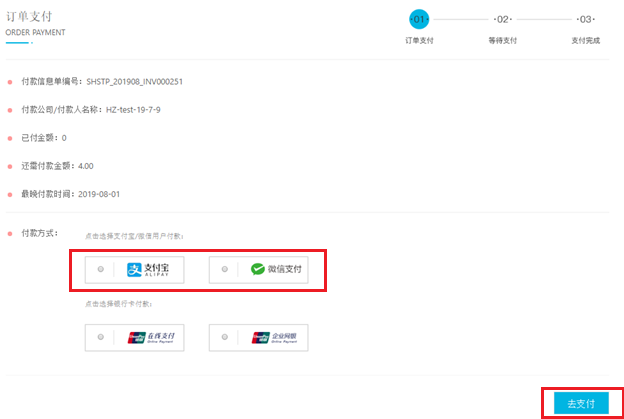 订单支付
ORDER PAYMENT
01
02
03
订单支付
等待支付
支付完成
付款信息单编号：SHSTP_201908_INV000251
付款公司/付款人名称：HZ-test-19-7-9
已付金额：0
还需付款金额：4.00
最晚付款时间：2019-08-01
付款方式：
点击选择支付宝/微信用户付款：
支付宝
ALIPAY
微信支付
点击选择银行卡付款：
在线支付
Online Payment
企业网银
Online Payment
去支付